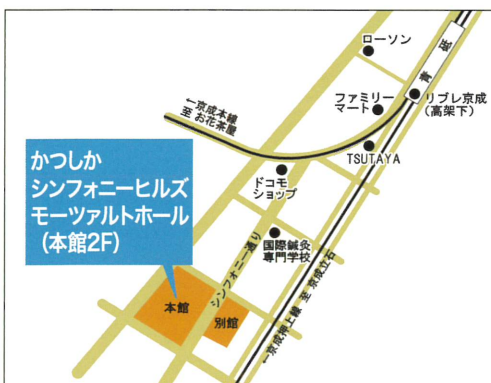 ローソン
青砥
ファミリー
マート
リブレ京成
(高架下)
←京成本線
至 お花茶屋
TSUTAYA
かつしか
シンフォニーヒルズ
モーツァルトホール
(本館2F)
ドコモ
ショップ
国際鍼灸
専門学校
シンフォニー通り
←京成押上線 至 京成立石
本館
別館